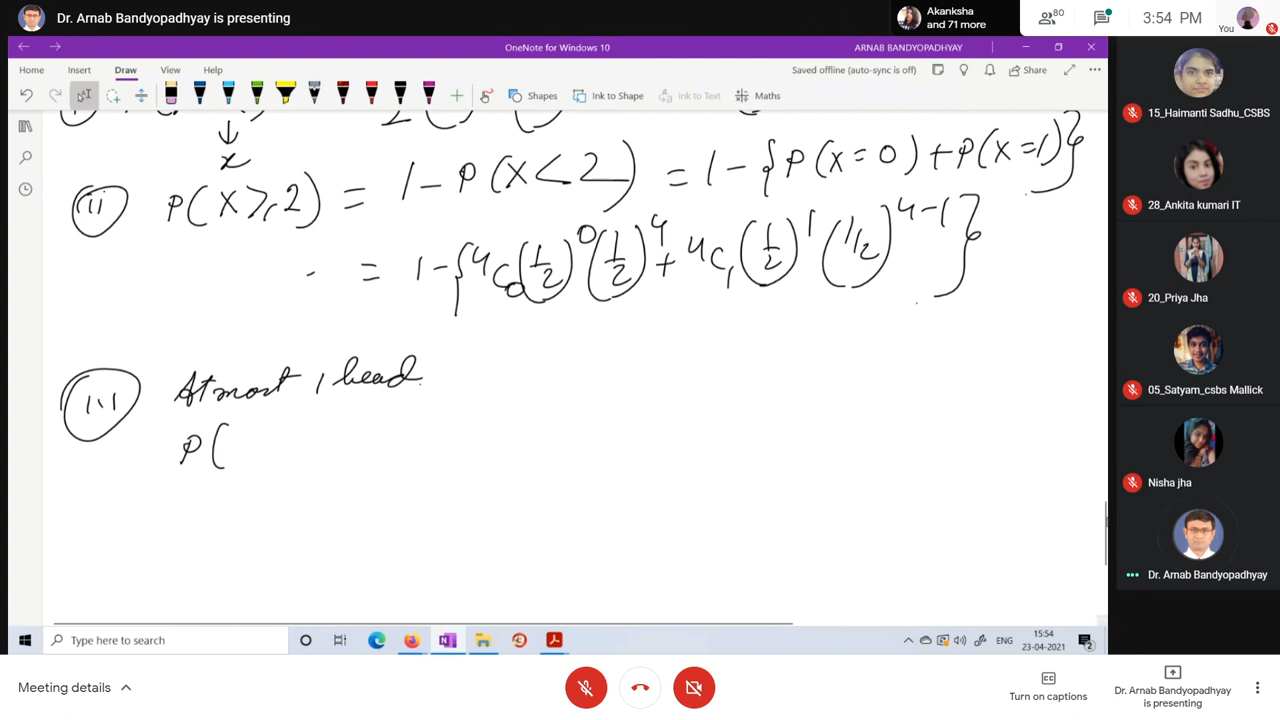 Dr. Arnab Bandyopadhyay is presenting
Akanksha
and 71 more
80
3:54 PM
You
OneNote for Windows 10
ARNAB BANDYOPADHYAY
Home Insert Draw View Help
Saved offline (auto-sync is off)
Share
Shapes
Ink to Shape
Ink to Text
Maths
x
(ii) P(X ≥ 2) = 1 - P(X < 2) = 1 - {P(X = 0) + P(X = 1)}
= 1 - {4C0 (1/2)^0 (1/2)^4 + 4C1 (1/2)^1 (1/2)^4-1}
(iii) Atmost 1 head.
P(
15_Haimanti Sadhu_CSBS
28_Ankita kumari IT
20_Priya Jha
05_Satyam_csbs Mallick
Nisha jha
Dr. Arnab Bandyopadhyay
Type here to search
ENG
15:54
23-04-2021
2
Meeting details
Turn on captions
Dr. Arnab Bandyopadhyay
is presenting